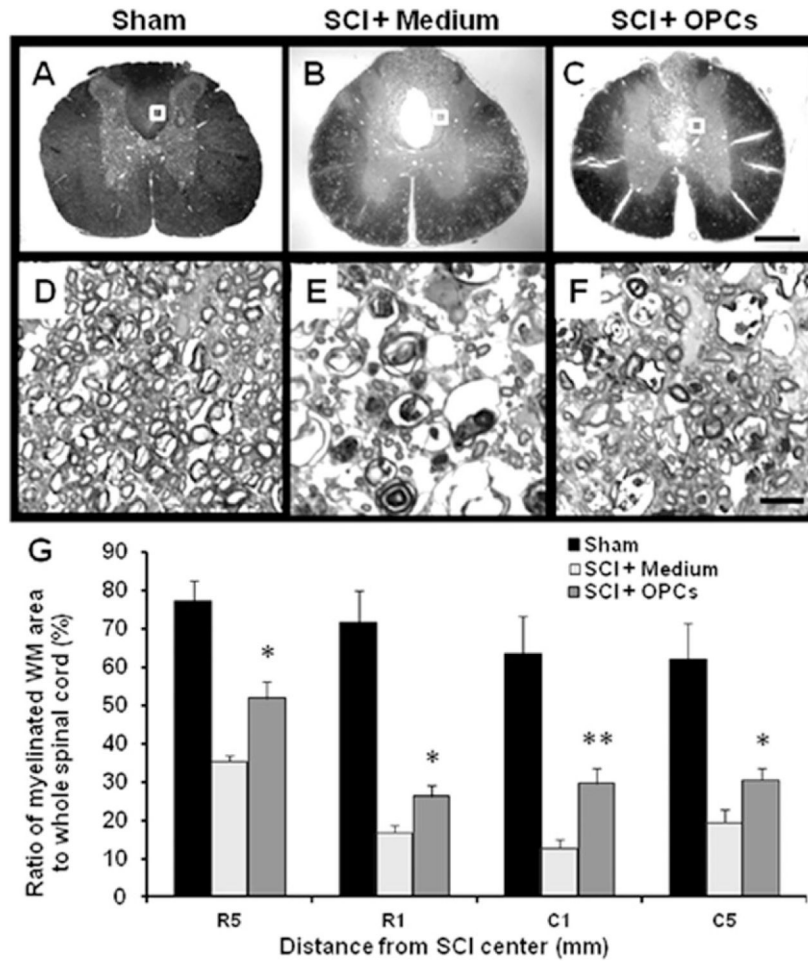 Sham SCI + Medium SCI + OPCs
A B C
D E F
G
Sham
SCI + Medium
SCI + OPCs
Ratio of myelinated WM area
to whole spinal cord (%)
90
80
70
60
50
40
30
20
10
0
* * ** *
R5 R1 C1 C5
Distance from SCI center (mm)